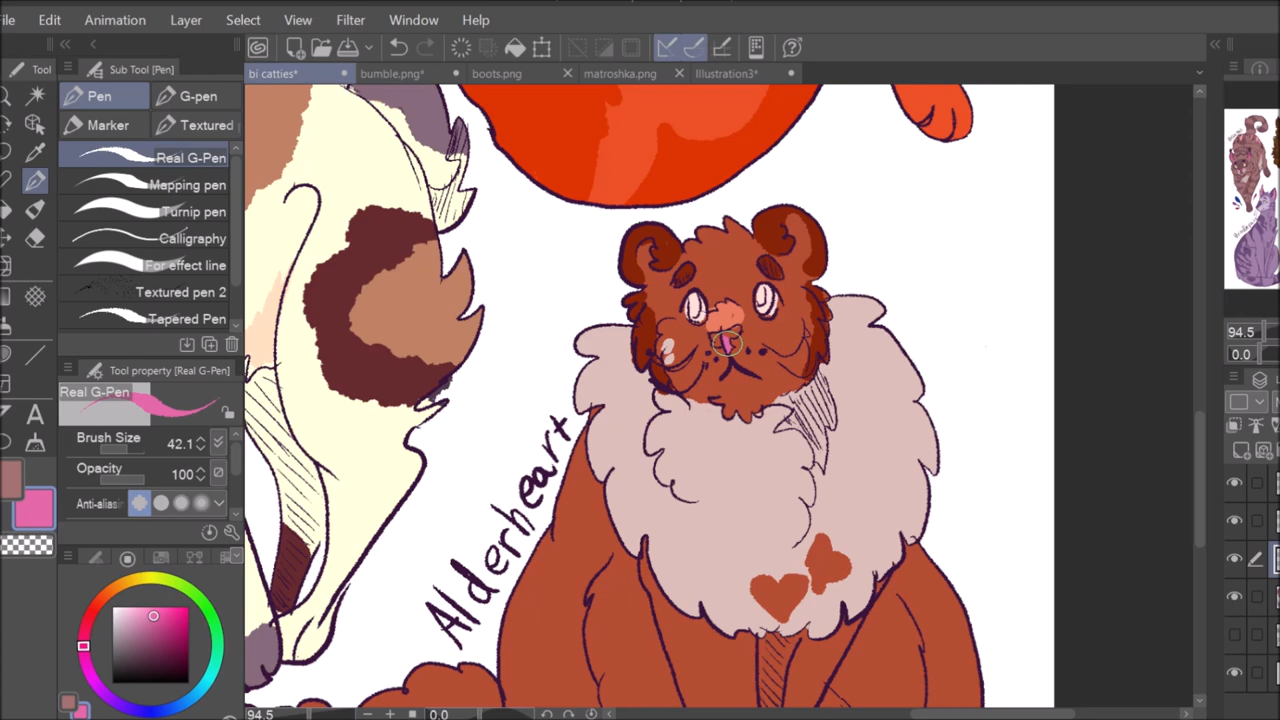 File Edit Animation Layer Select View Filter Window Help
Tool Sub Tool [Pen]
bi catties* bumble.png* boots.png matroshka.png Illustration3*
Pen G-pen
Marker Textured
Real G-Pen
Mapping pen
Turnip pen
Calligraphy
For effect line
Textured pen 2
Tapered Pen
Tool property [Real G-Pen]
Real G-Pen
Brush Size 42.1
Opacity 100
Anti-alias
Alderheart
94.5
0.0
94.5 0.0